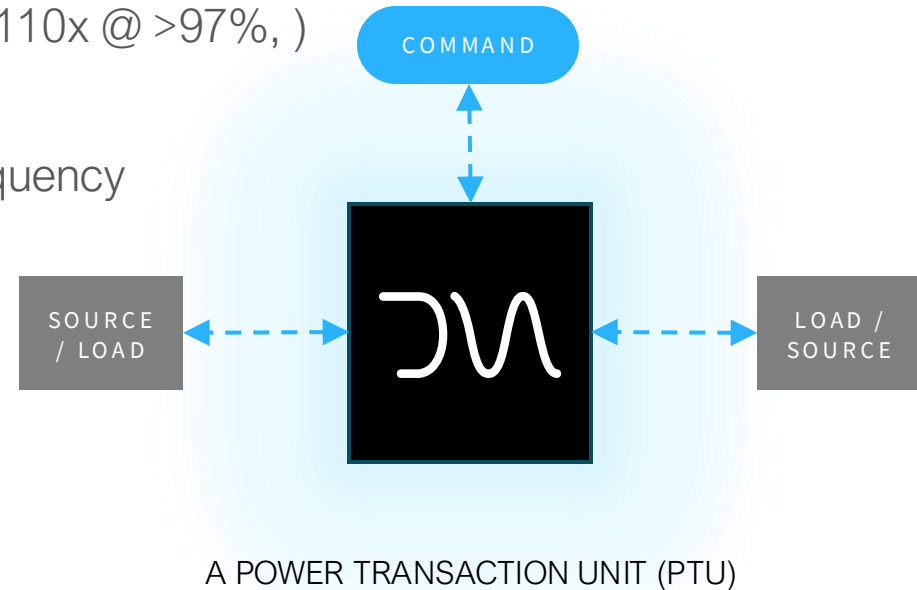 110x @ >97%, )
COMMAND
quency
SOURCE
/ LOAD
LOAD /
SOURCE
A POWER TRANSACTION UNIT (PTU)